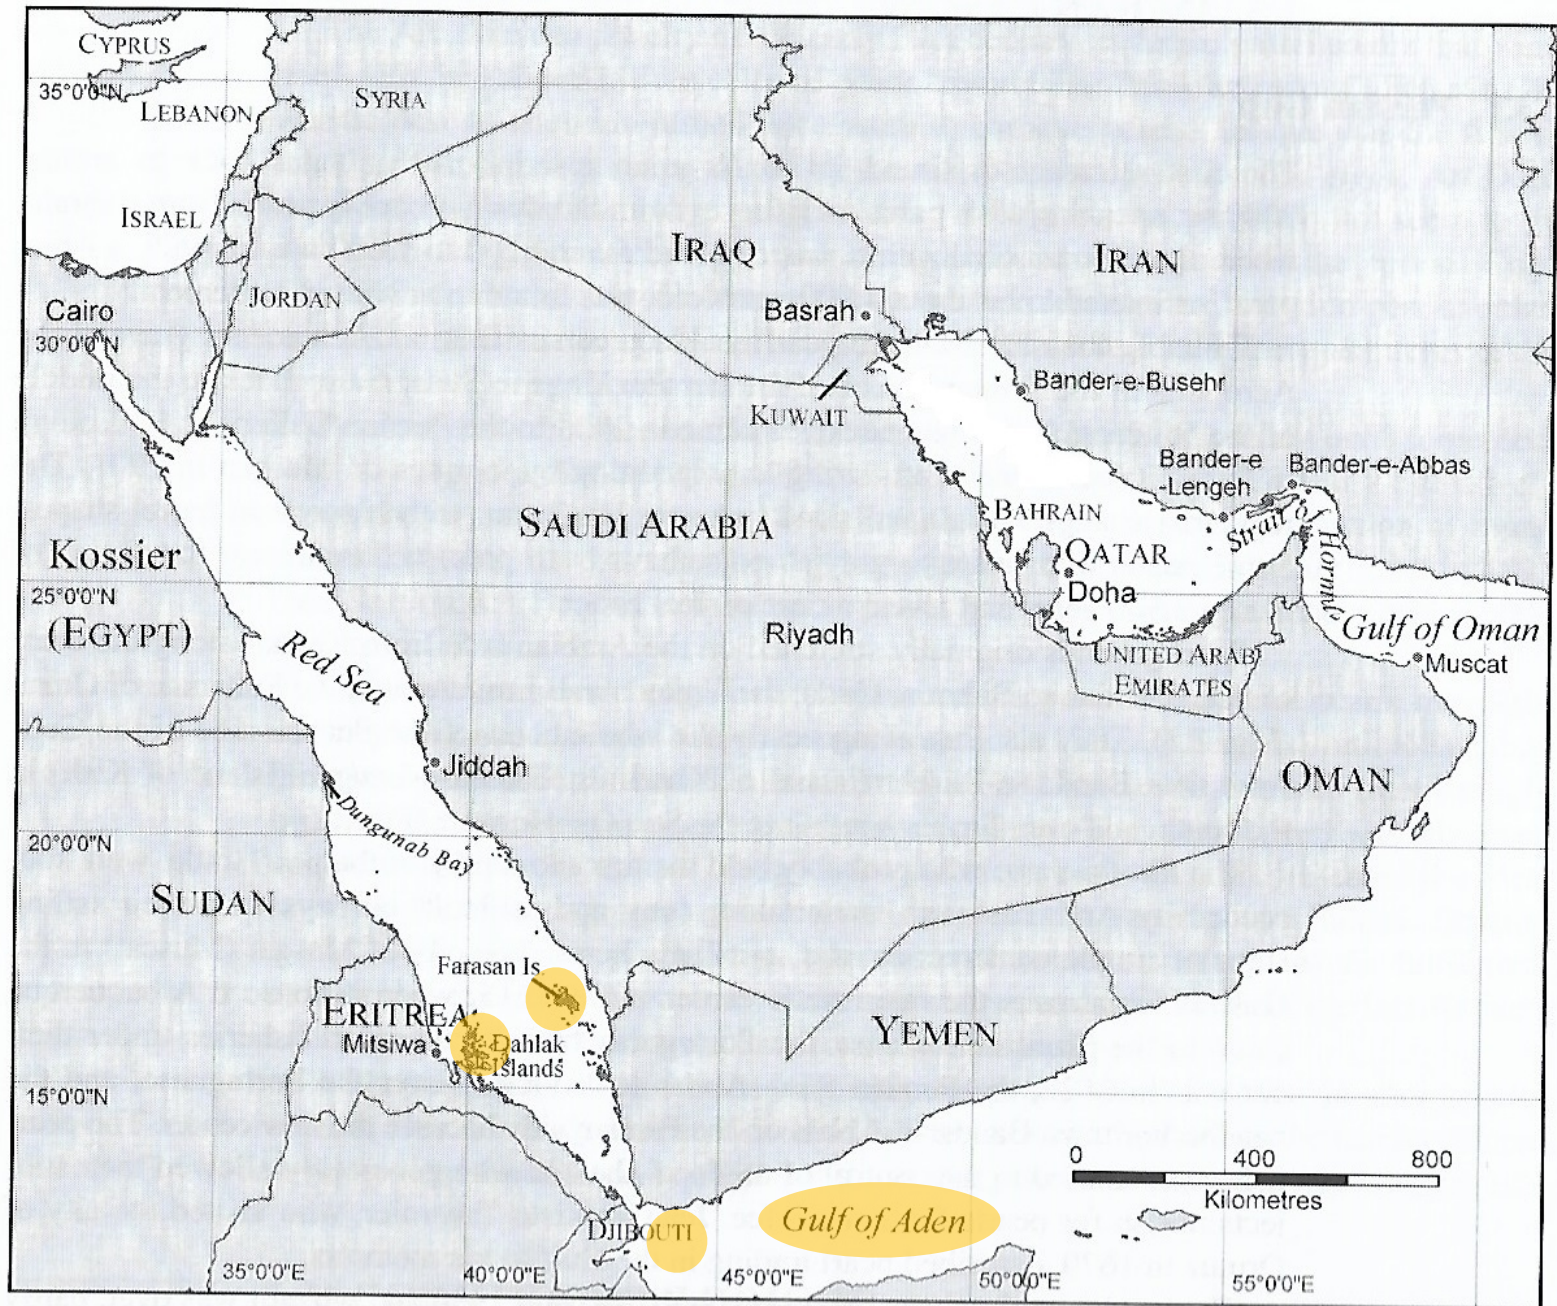 CYPRUS
35°0'0"N
LEBANON
SYRIA
ISRAEL
IRAQ
IRAN
JORDAN
Cairo
30°0'0"N
Basrah
Bander-e-Busehr
KUWAIT
Bander-e
-Lengeh
Bander-e-Abbas
Strait of
Hormuz
BAHRAIN
SAUDI ARABIA
QATAR
Doha
Kossier
25°0'0"N
(EGYPT)
Red Sea
Riyadh
Gulf of Oman
UNITED ARAB
EMIRATES
Muscat
Jiddah
OMAN
Dungunab Bay
20°0'0"N
SUDAN
Farasan Is.
ERITREA
Mitsiwa
Dahlak
Islands
YEMEN
15°0'0"N
0 400 800
Kilometres
DJIBOUTI
Gulf of Aden
35°0'0"E
40°0'0"E
45°0'0"E
50°0'0"E
55°0'0"E